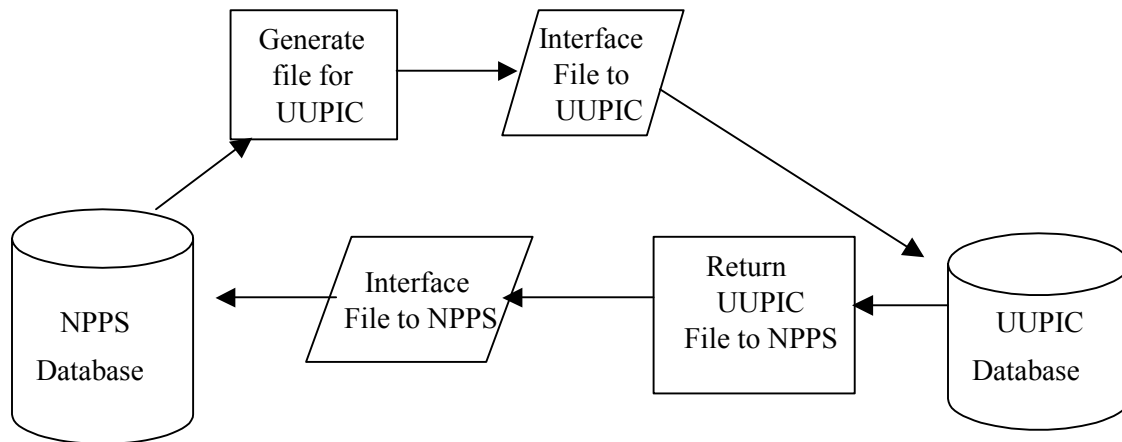 Generate
file for
UUPIC
Interface
File to
UUPIC
NPPS
Database
Interface
File to NPPS
Return
UUPIC
File to NPPS
UUPIC
Database